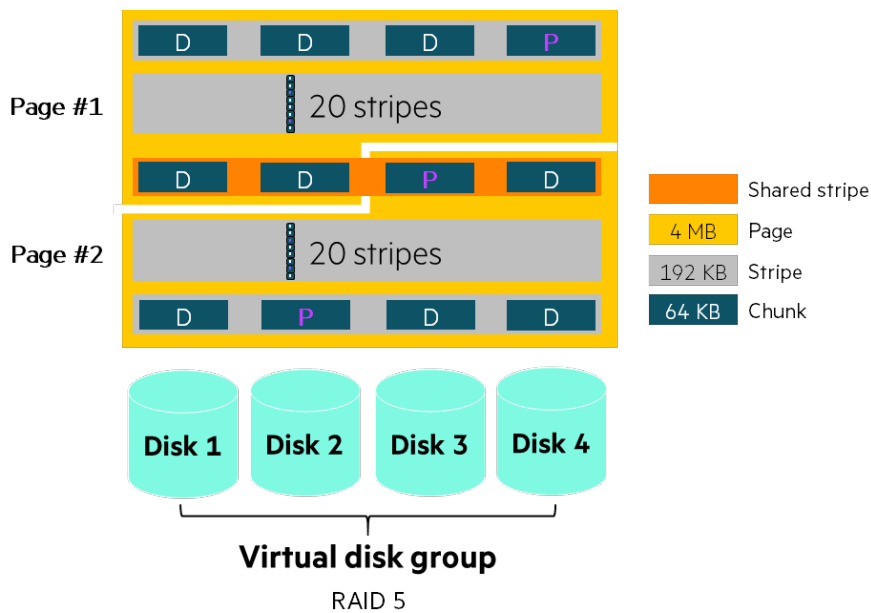 D D D P
Page #1
20 stripes
D D P D
Page #2
20 stripes
D P D D
Shared stripe
4 MB Page
192 KB Stripe
64 KB Chunk
Disk 1 Disk 2 Disk 3 Disk 4
Virtual disk group
RAID 5